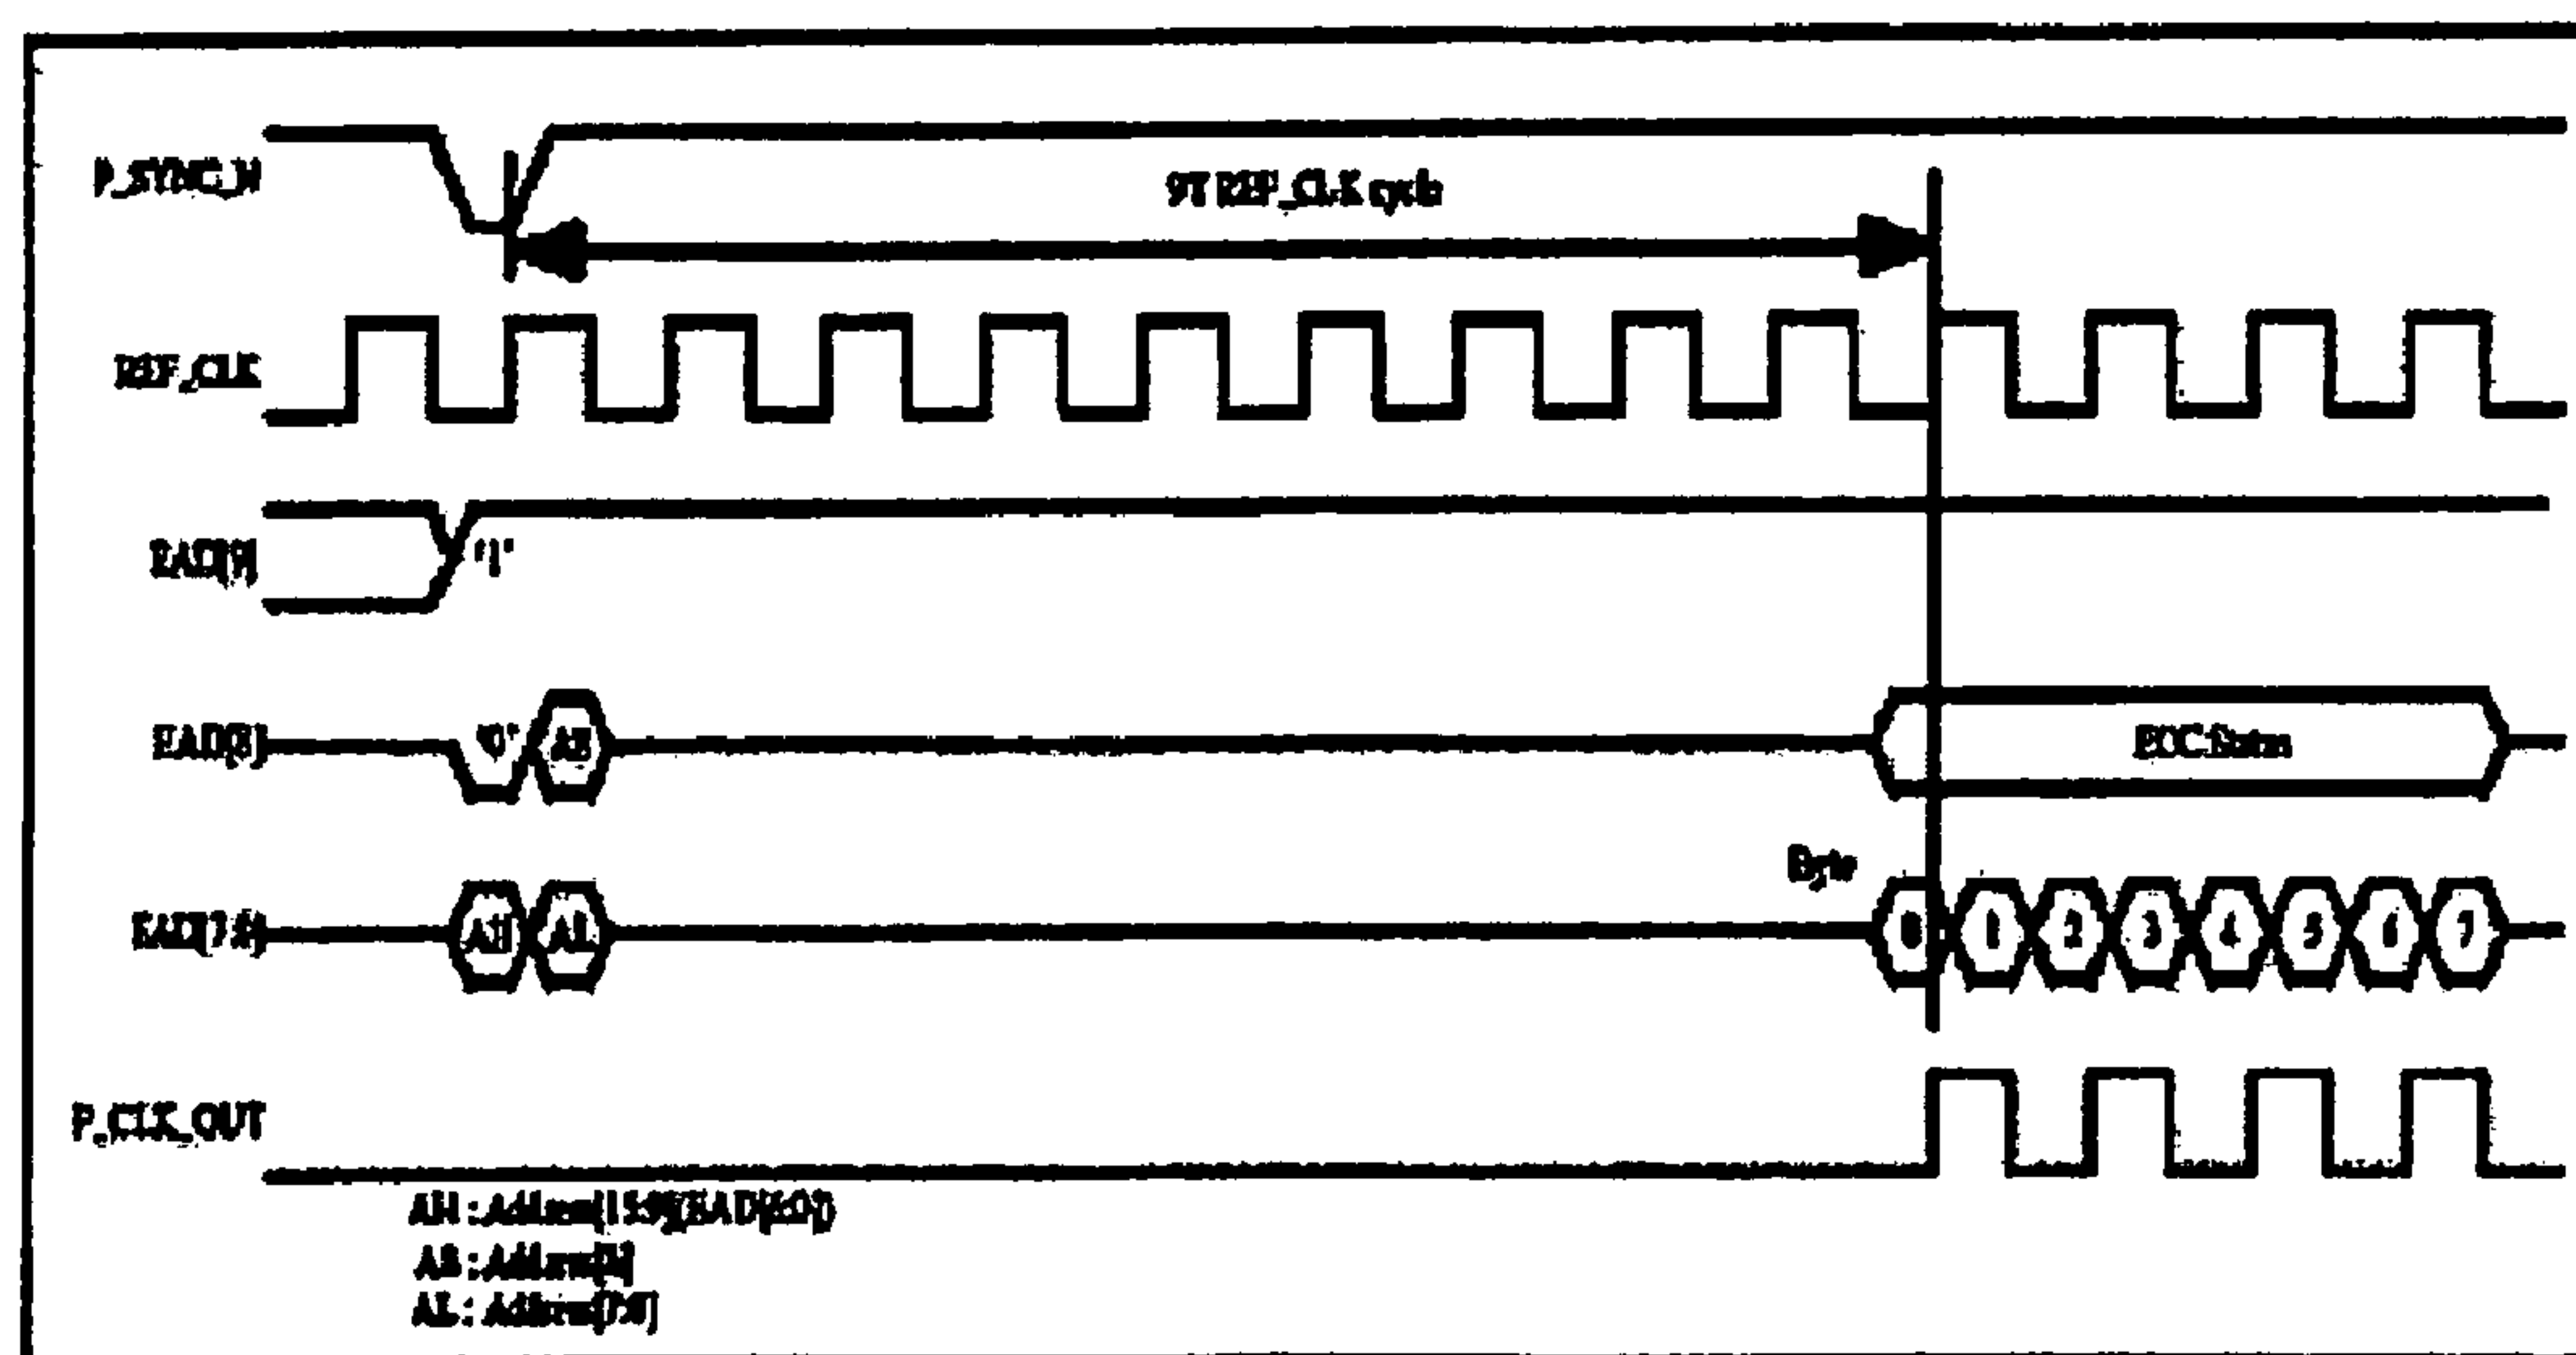 P_SYNC_N
9T REF_CLK cycle
REF_CLK
EAD[9] "1"
EAD[8] "0" A8 ECC Status
Byte
EAD[7:0] AH AL 0 1 2 3 4 5 6 7
P_CLK_OUT
AH : Address[15:9](EAD[6:0])
A8 : Address[8]
AL : Address[7:0]